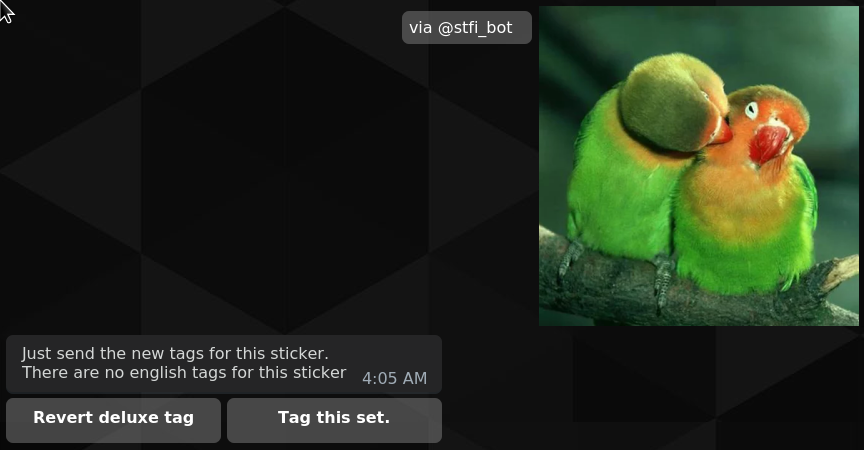 via @stfi_bot
Just send the new tags for this sticker.
There are no english tags for this sticker
4:05 AM
Revert deluxe tag
Tag this set.